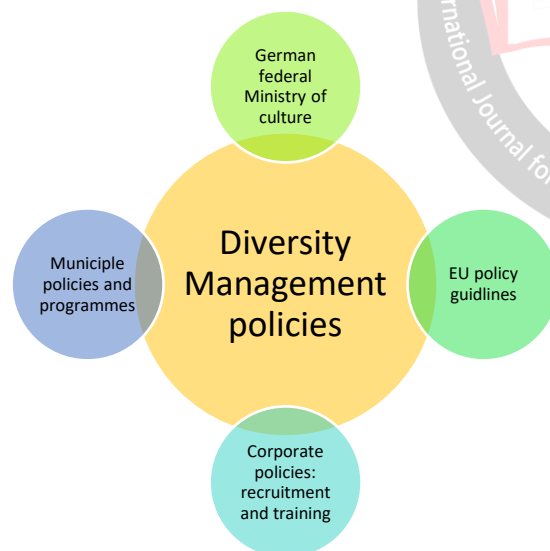 German
federal
Ministry of
culture
Diversity
Management
policies
Municiple
policies and
programmes
EU policy
guidlines
Corporate
policies:
recruitment
and training
rnational Journal for